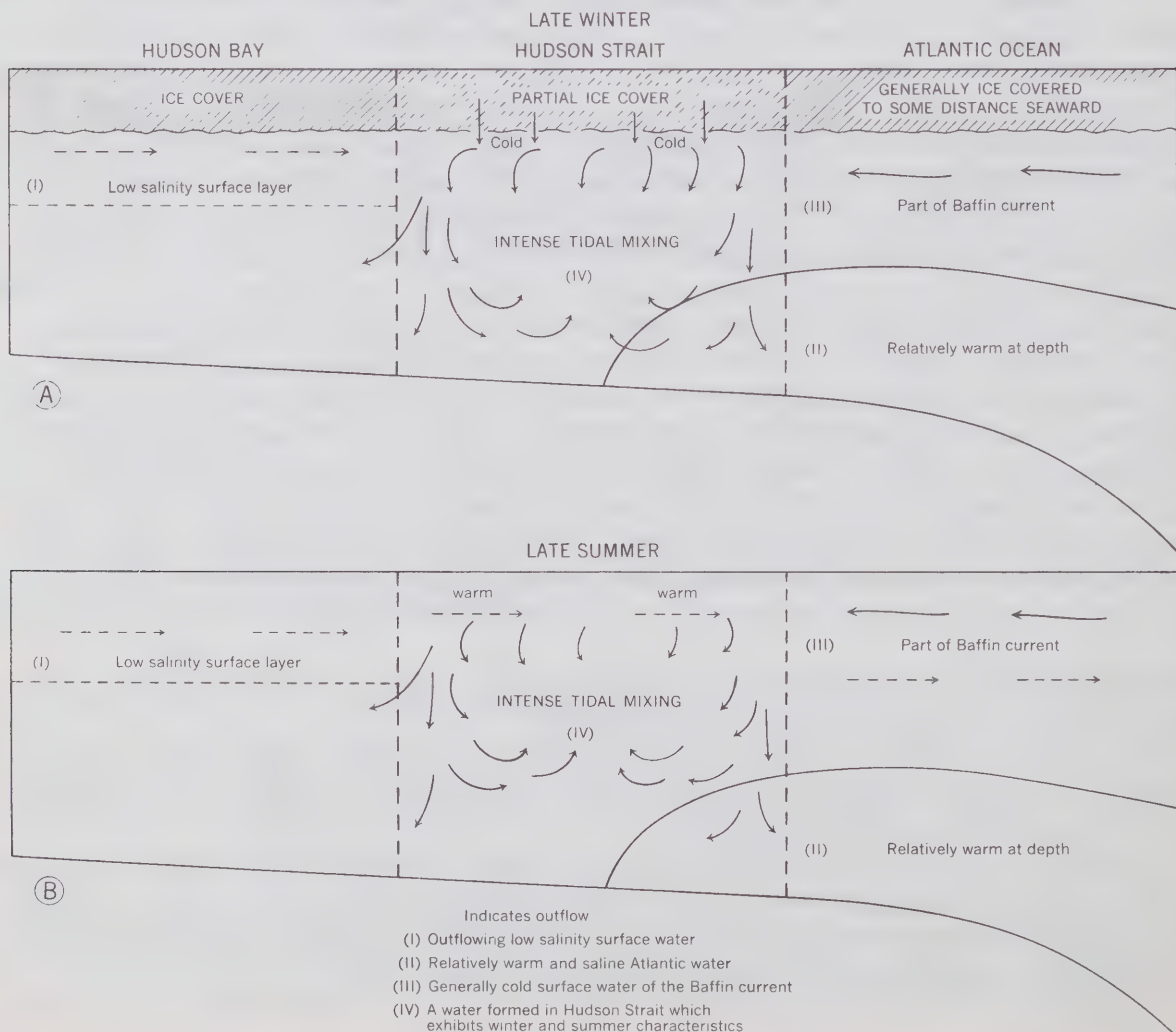 LATE WINTER
HUDSON BAY
HUDSON STRAIT
ATLANTIC OCEAN
ICE COVER
PARTIAL ICE COVER
GENERALLY ICE COVERED
TO SOME DISTANCE SEAWARD
Cold
Cold
(I)
Low salinity surface layer
(III)
Part of Baffin current
INTENSE TIDAL MIXING
(IV)
(II)
Relatively warm at depth
A
LATE SUMMER
warm
warm
(I)
Low salinity surface layer
(III)
Part of Baffin current
INTENSE TIDAL MIXING
(IV)
(II)
Relatively warm at depth
B
Indicates outflow
(I) Outflowing low salinity surface water
(II) Relatively warm and saline Atlantic water
(III) Generally cold surface water of the Baffin current
(IV) A water formed in Hudson Strait which
exhibits winter and summer characteristics